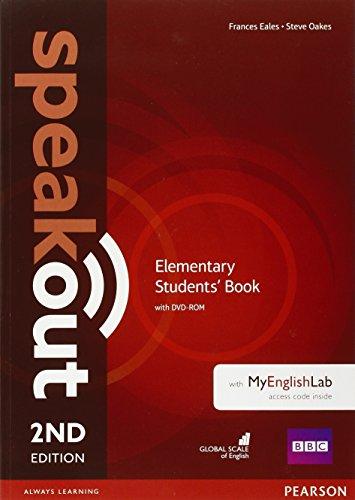 Frances Eales • Steve Oakes
speakout
2ND
EDITION
Elementary
Students' Book
with DVD-ROM
with MyEnglishLab
access code inside
GLOBAL SCALE
of English
BBC
ALWAYS LEARNING
PEARSON